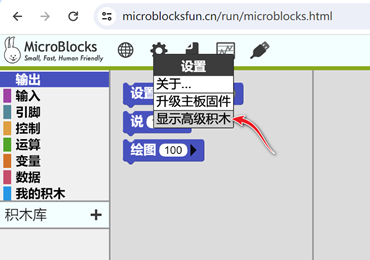 microblocksfun.cn/run/microblocks.html
MicroBlocks
Small, Fast, Human Friendly
设置
关于...
升级主板固件
显示高级积木
输出
输入
引脚
控制
运算
变量
数据
我的积木
积木库 +
设
说
绘图 100